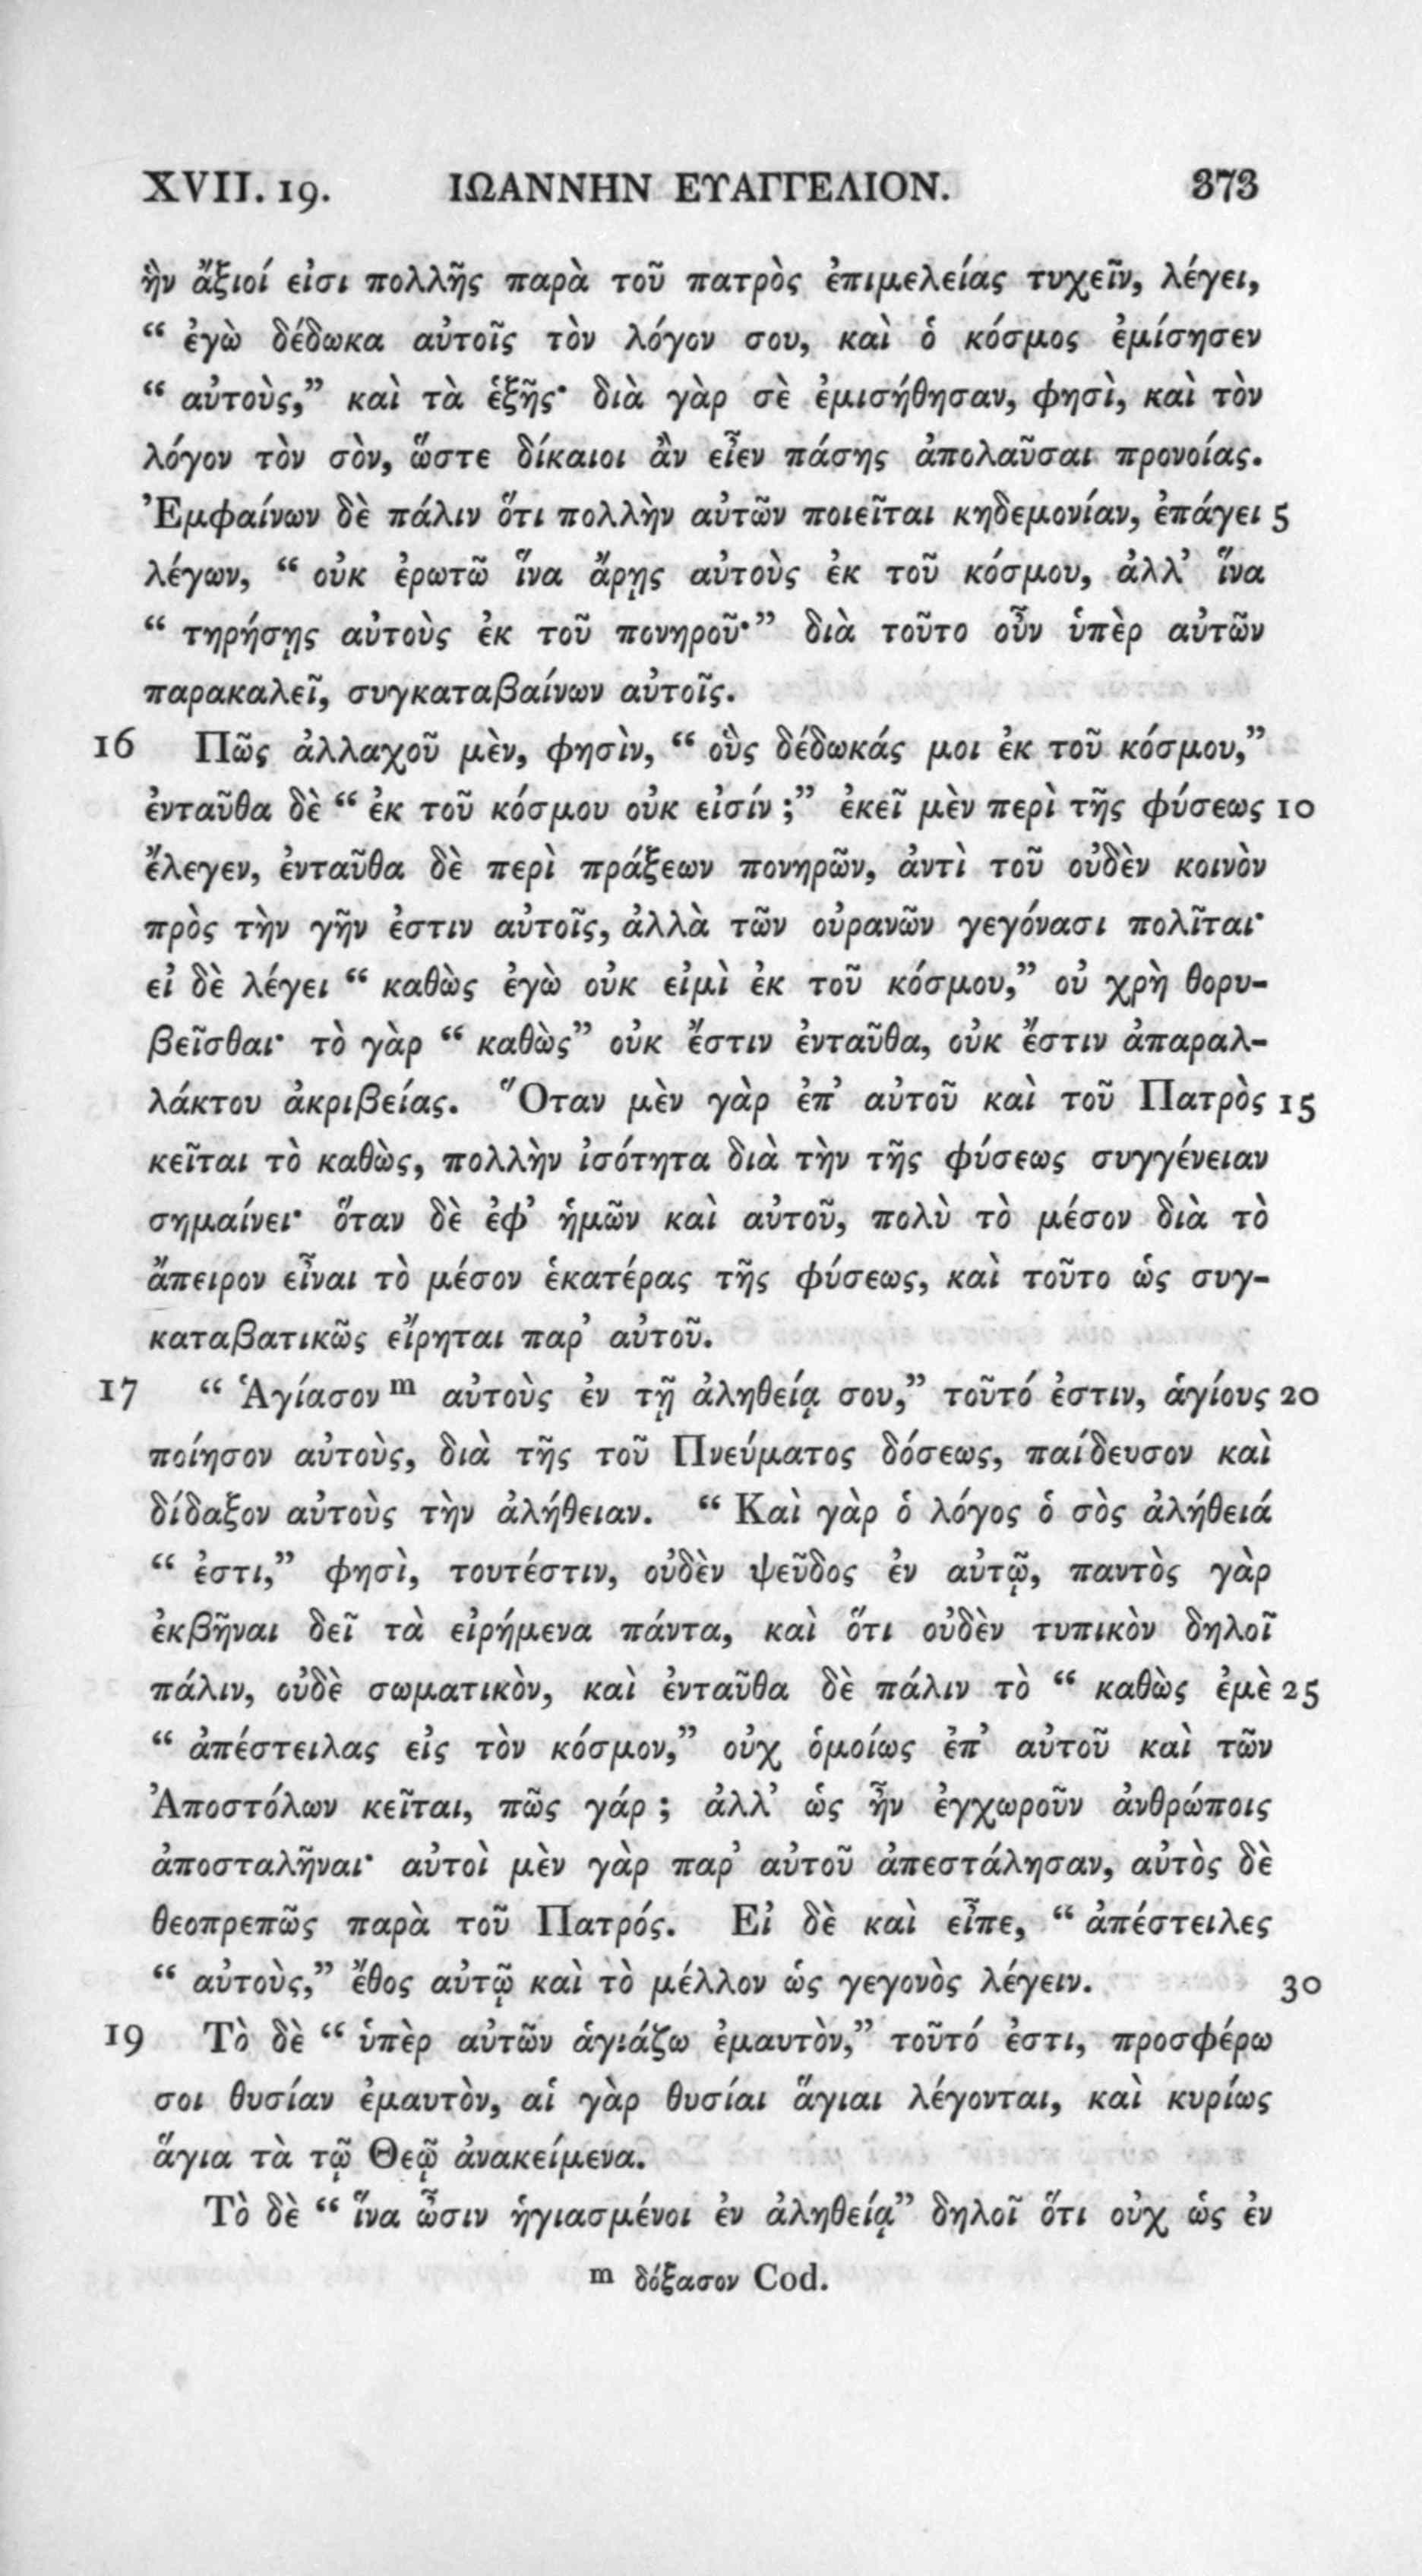 XVII. 19. ΙΩΑΝΝΗΝ ΕΥΑΓΓΕΛΙΟΝ. 373
ἣν ἄξιοί εἰσι πολλῆς παρὰ τοῦ πατρὸς ἐπιμελείας τυχεῖν, λέγει,
“ ἐγὼ δέδωκα αὐτοῖς τὸν λόγον σου, καὶ ὁ κόσμος ἐμίσησεν
“ αὐτοὺς,” καὶ τὰ ἑξῆς· διὰ γὰρ σὲ ἐμισήθησαν, φησὶ, καὶ τὸν
λόγον τὸν σὸν, ὥστε δίκαιοι ἂν εἶεν πάσης ἀπολαῦσαι προνοίας.
Ἐμφαίνων δὲ πάλιν ὅτι πολλὴν αὐτῶν ποιεῖται κηδεμονίαν, ἐπάγει 5
λέγων, “ οὐκ ἐρωτῶ ἵνα ἄρῃς αὐτοὺς ἐκ τοῦ κόσμου, ἀλλ’ ἵνα
“ τηρήσῃς αὐτοὺς ἐκ τοῦ πονηροῦ·” διὰ τοῦτο οὖν ὑπὲρ αὐτῶν
παρακαλεῖ, συγκαταβαίνων αὐτοῖς.
16 Πῶς ἀλλαχοῦ μὲν, φησὶν, “ οὓς δέδωκάς μοι ἐκ τοῦ κόσμου,”
ἐνταῦθα δὲ “ ἐκ τοῦ κόσμου οὐκ εἰσίν ;” ἐκεῖ μὲν περὶ τῆς φύσεως 10
ἔλεγεν, ἐνταῦθα δὲ περὶ πράξεων πονηρῶν, ἀντὶ τοῦ οὐδὲν κοινὸν
πρὸς τὴν γῆν ἐστιν αὐτοῖς, ἀλλὰ τῶν οὐρανῶν γεγόνασι πολῖται·
εἰ δὲ λέγει “ καθὼς ἐγὼ οὐκ εἰμὶ ἐκ τοῦ κόσμου,” οὐ χρὴ θορυ-
βεῖσθαι· τὸ γὰρ “ καθὼς” οὐκ ἔστιν ἐνταῦθα, οὐκ ἔστιν ἀπαραλ-
λάκτου ἀκριβείας. Ὅταν μὲν γὰρ ἐπ’ αὐτοῦ καὶ τοῦ Πατρὸς 15
κεῖται τὸ καθὼς, πολλὴν ἰσότητα διὰ τὴν τῆς φύσεως συγγένειαν
σημαίνει· ὅταν δὲ ἐφ’ ἡμῶν καὶ αὐτοῦ, πολὺ τὸ μέσον διὰ τὸ
ἄπειρον εἶναι τὸ μέσον ἑκατέρας τῆς φύσεως, καὶ τοῦτο ὡς συγ-
καταβατικῶς εἴρηται παρ’ αὐτοῦ.
17 “ Ἁγίασον m αὐτοὺς ἐν τῇ ἀληθείᾳ σου,” τοῦτό ἐστιν, ἁγίους 20
ποίησον αὐτοὺς, διὰ τῆς τοῦ Πνεύματος δόσεως, παίδευσον καὶ
δίδαξον αὐτοὺς τὴν ἀλήθειαν. “ Καὶ γὰρ ὁ λόγος ὁ σὸς ἀλήθειά
“ ἐστι,” φησὶ, τουτέστιν, οὐδὲν ψεῦδος ἐν αὐτῷ, παντὸς γὰρ
ἐκβῆναι δεῖ τὰ εἰρήμενα πάντα, καὶ ὅτι οὐδὲν τυπικὸν δηλοῖ
πάλιν, οὐδὲ σωματικὸν, καὶ ἐνταῦθα δὲ πάλιν τὸ “ καθὼς ἐμὲ 25
“ ἀπέστειλας εἰς τὸν κόσμον,” οὐχ ὁμοίως ἐπ’ αὐτοῦ καὶ τῶν
Ἀποστόλων κεῖται, πῶς γάρ ; ἀλλ’ ὡς ἦν ἐγχωροῦν ἀνθρώποις
ἀποσταλῆναι· αὐτοὶ μὲν γὰρ παρ’ αὐτοῦ ἀπεστάλησαν, αὐτὸς δὲ
θεοπρεπῶς παρὰ τοῦ Πατρός. Εἰ δὲ καὶ εἶπε, “ ἀπέστειλες
“ αὐτοὺς,” ἔθος αὐτῷ καὶ τὸ μέλλον ὡς γεγονὸς λέγειν. 30
19 Τὸ δὲ “ ὑπὲρ αὐτῶν ἁγιάζω ἐμαυτὸν,” τοῦτό ἐστι, προσφέρω
σοι θυσίαν ἐμαυτὸν, αἱ γὰρ θυσίαι ἅγιαι λέγονται, καὶ κυρίως
ἅγια τὰ τῷ Θεῷ ἀνακείμενα.
Τὸ δὲ “ ἵνα ὦσιν ἡγιασμένοι ἐν ἀληθείᾳ” δηλοῖ ὅτι οὐχ ὡς ἐν
m δόξασον Cod.